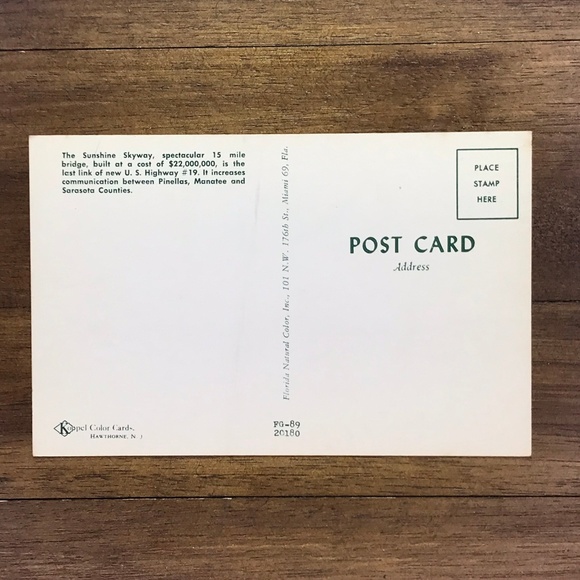 The Sunshine Skyway, spectacular 15 mile
bridge, built at a cost of $22,000,000, is the
last link of new U. S. Highway #19. It increases
communication between Pinellas, Manatee and
Sarasota Counties.
Florida Natural Color, Inc., 101 N.W. 176th St., Miami 69, Fla.
PLACE
STAMP
HERE
POST CARD
Address
Koppel Color Cards,
HAWTHORNE, N. J
FG-89
20180